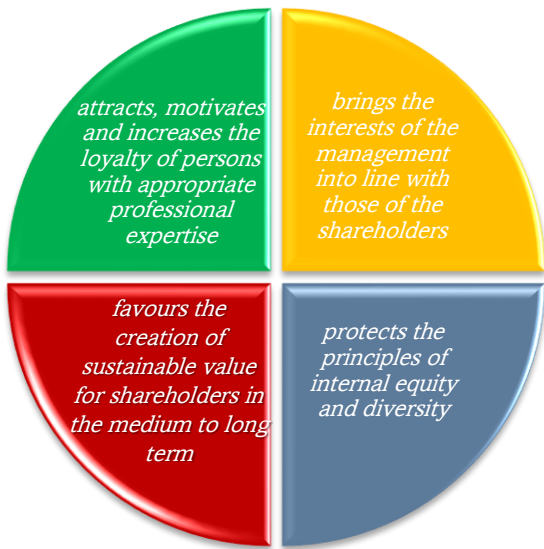 attracts, motivates
and increases the
loyalty of persons
with appropriate
professional
expertise
brings the
interests of the
management
into line with
those of the
shareholders
favours the
creation of
sustainable value
for shareholders in
the medium to long
term
protects the
principles of
internal equity
and diversity